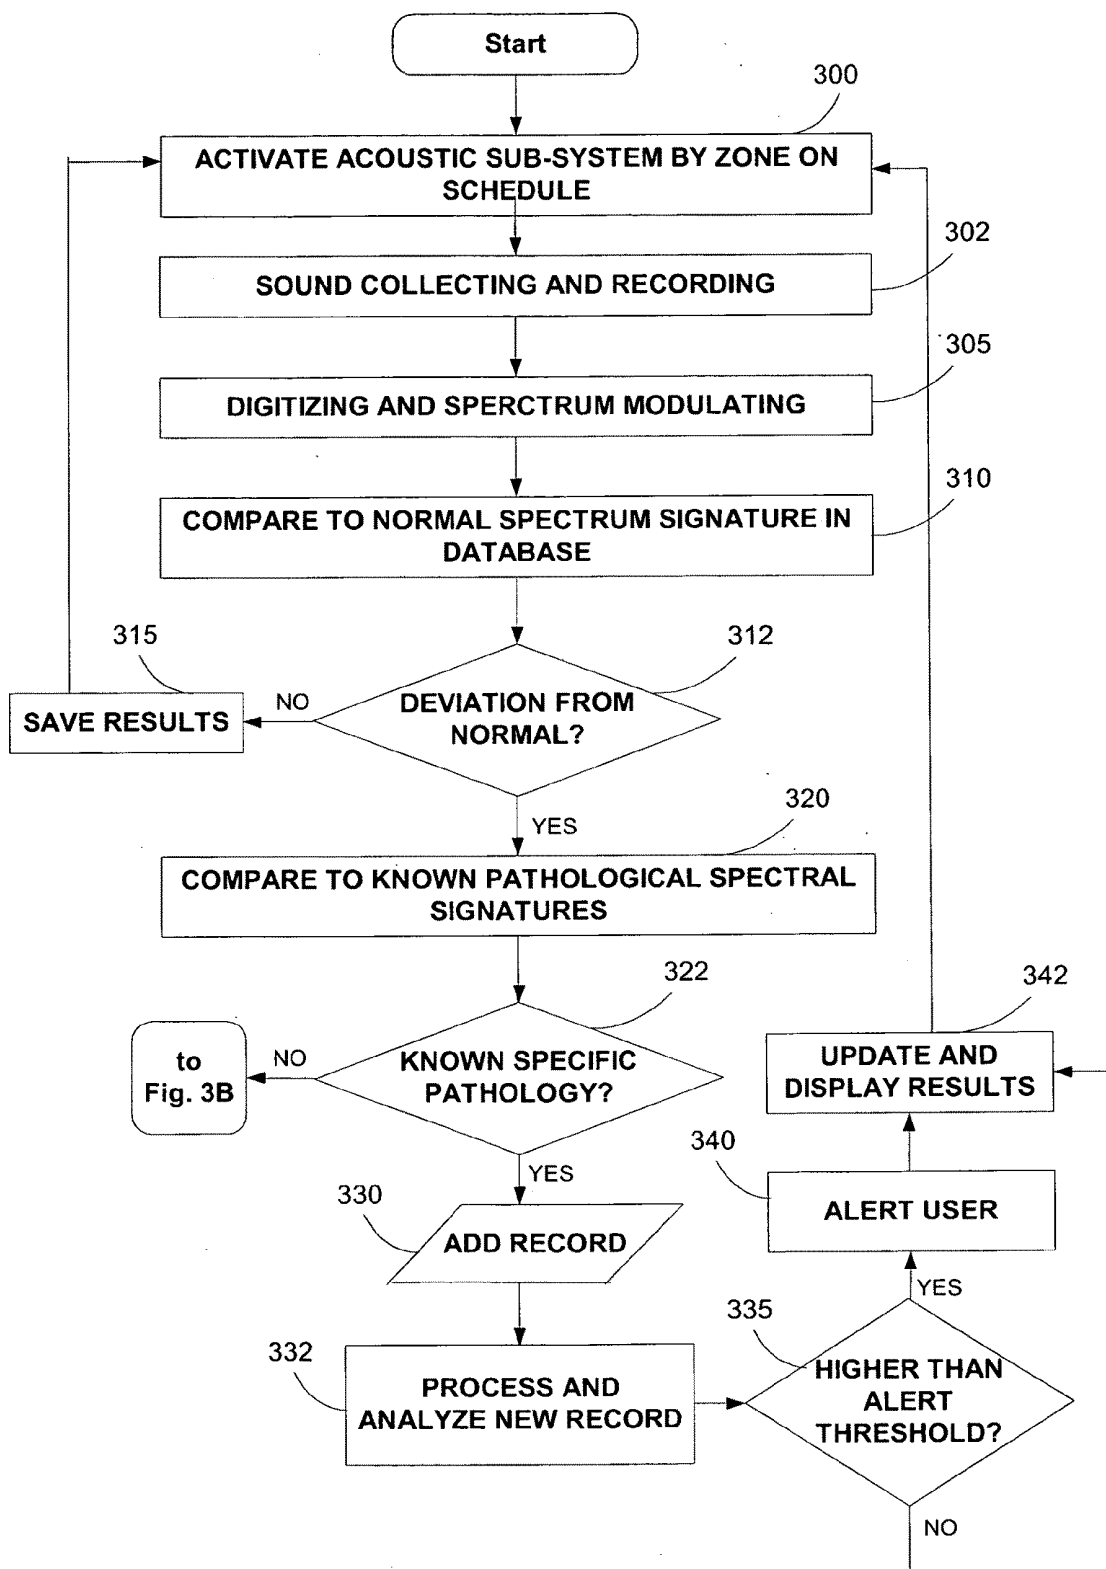 Start
300
ACTIVATE ACOUSTIC SUB-SYSTEM BY ZONE ON
SCHEDULE
302
SOUND COLLECTING AND RECORDING
305
DIGITIZING AND SPERCTRUM MODULATING
310
COMPARE TO NORMAL SPECTRUM SIGNATURE IN
DATABASE
315
312
SAVE RESULTS
NO
DEVIATION FROM
NORMAL?
YES
320
COMPARE TO KNOWN PATHOLOGICAL SPECTRAL
SIGNATURES
322
342
to
Fig. 3B
NO
KNOWN SPECIFIC
PATHOLOGY?
UPDATE AND
DISPLAY RESULTS
YES
340
330
ADD RECORD
ALERT USER
YES
335
332
PROCESS AND
ANALYZE NEW RECORD
HIGHER THAN
ALERT
THRESHOLD?
NO